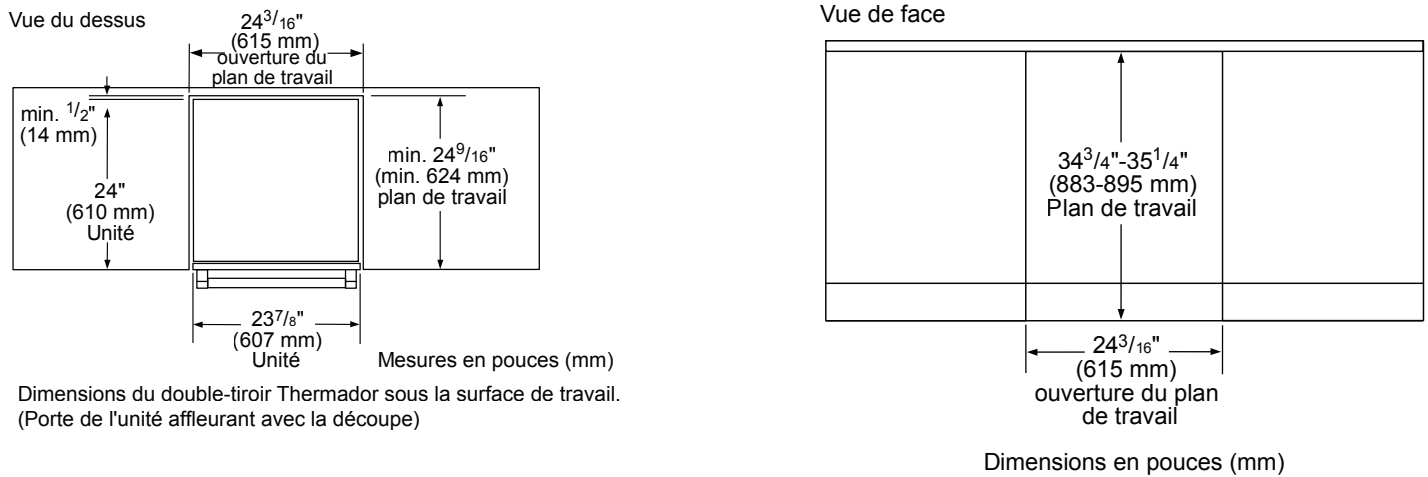 Vue du dessus
24 3/16"
(615 mm)
ouverture du
plan de travail
min. 1/2"
(14 mm)
24"
(610 mm)
Unité
min. 24 9/16"
(min. 624 mm)
plan de travail
23 7/8"
(607 mm)
Unité
Mesures en pouces (mm)
Dimensions du double-tiroir Thermador sous la surface de travail.
(Porte de l'unité affleurant avec la découpe)
Vue de face
34 3/4"-35 1/4"
(883-895 mm)
Plan de travail
24 3/16"
(615 mm)
ouverture du plan
de travail
Dimensions en pouces (mm)